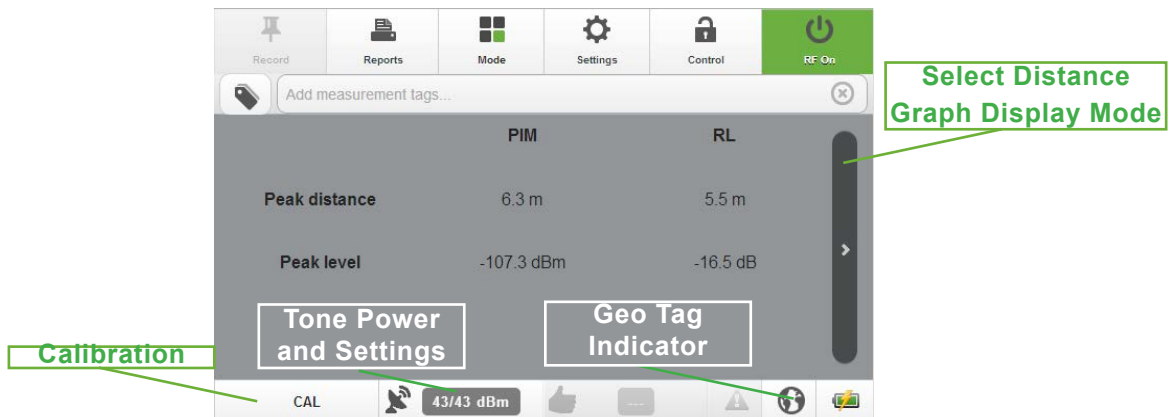 Record Reports Mode Settings Control RF On
Add measurement tags...
Select Distance
Graph Display Mode
PIM RL
Peak distance 6.3 m 5.5 m
Peak level -107.3 dBm -16.5 dB
Tone Power
and Settings
Geo Tag
Indicator
Calibration
CAL 43/43 dBm ---